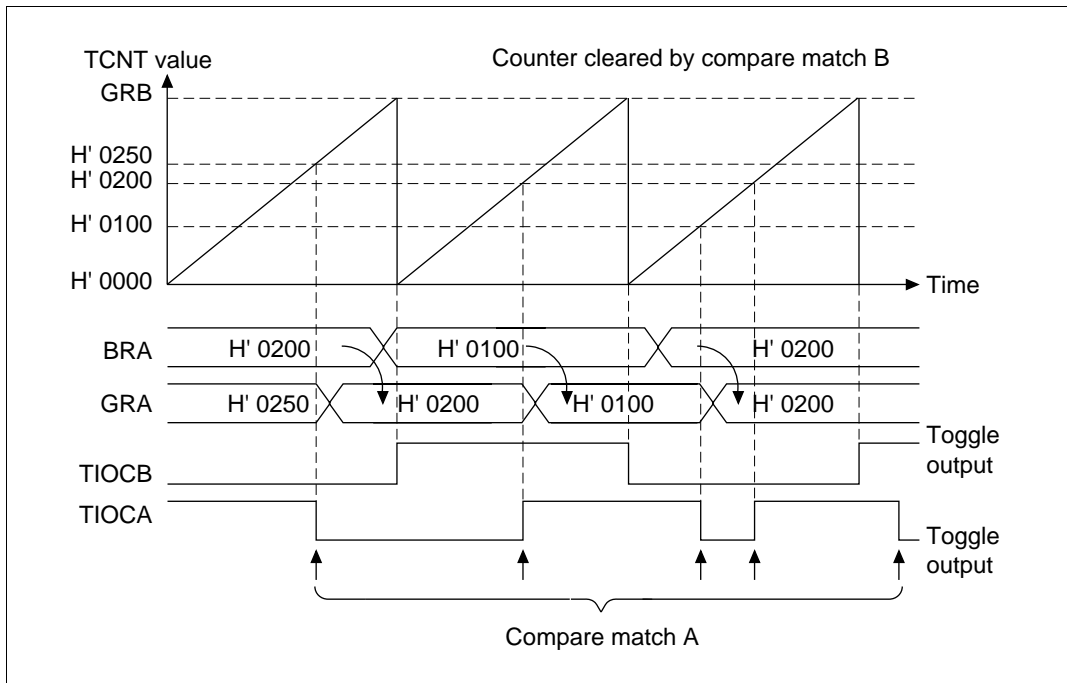 TCNT value
Counter cleared by compare match B
GRB
H' 0250
H' 0200
H' 0100
H' 0000
Time
BRA
H' 0200
H' 0100
H' 0200
GRA
H' 0250
H' 0200
H' 0100
H' 0200
TIOCB
Toggle
output
TIOCA
Toggle
output
Compare match A